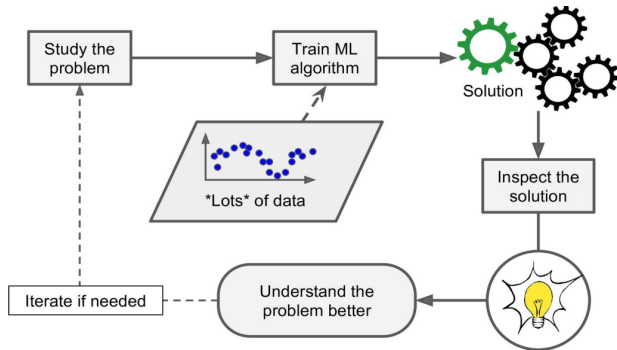 Study the
problem
Train ML
algorithm
Solution
*Lots* of data
Inspect the
solution
Understand the
problem better
Iterate if needed